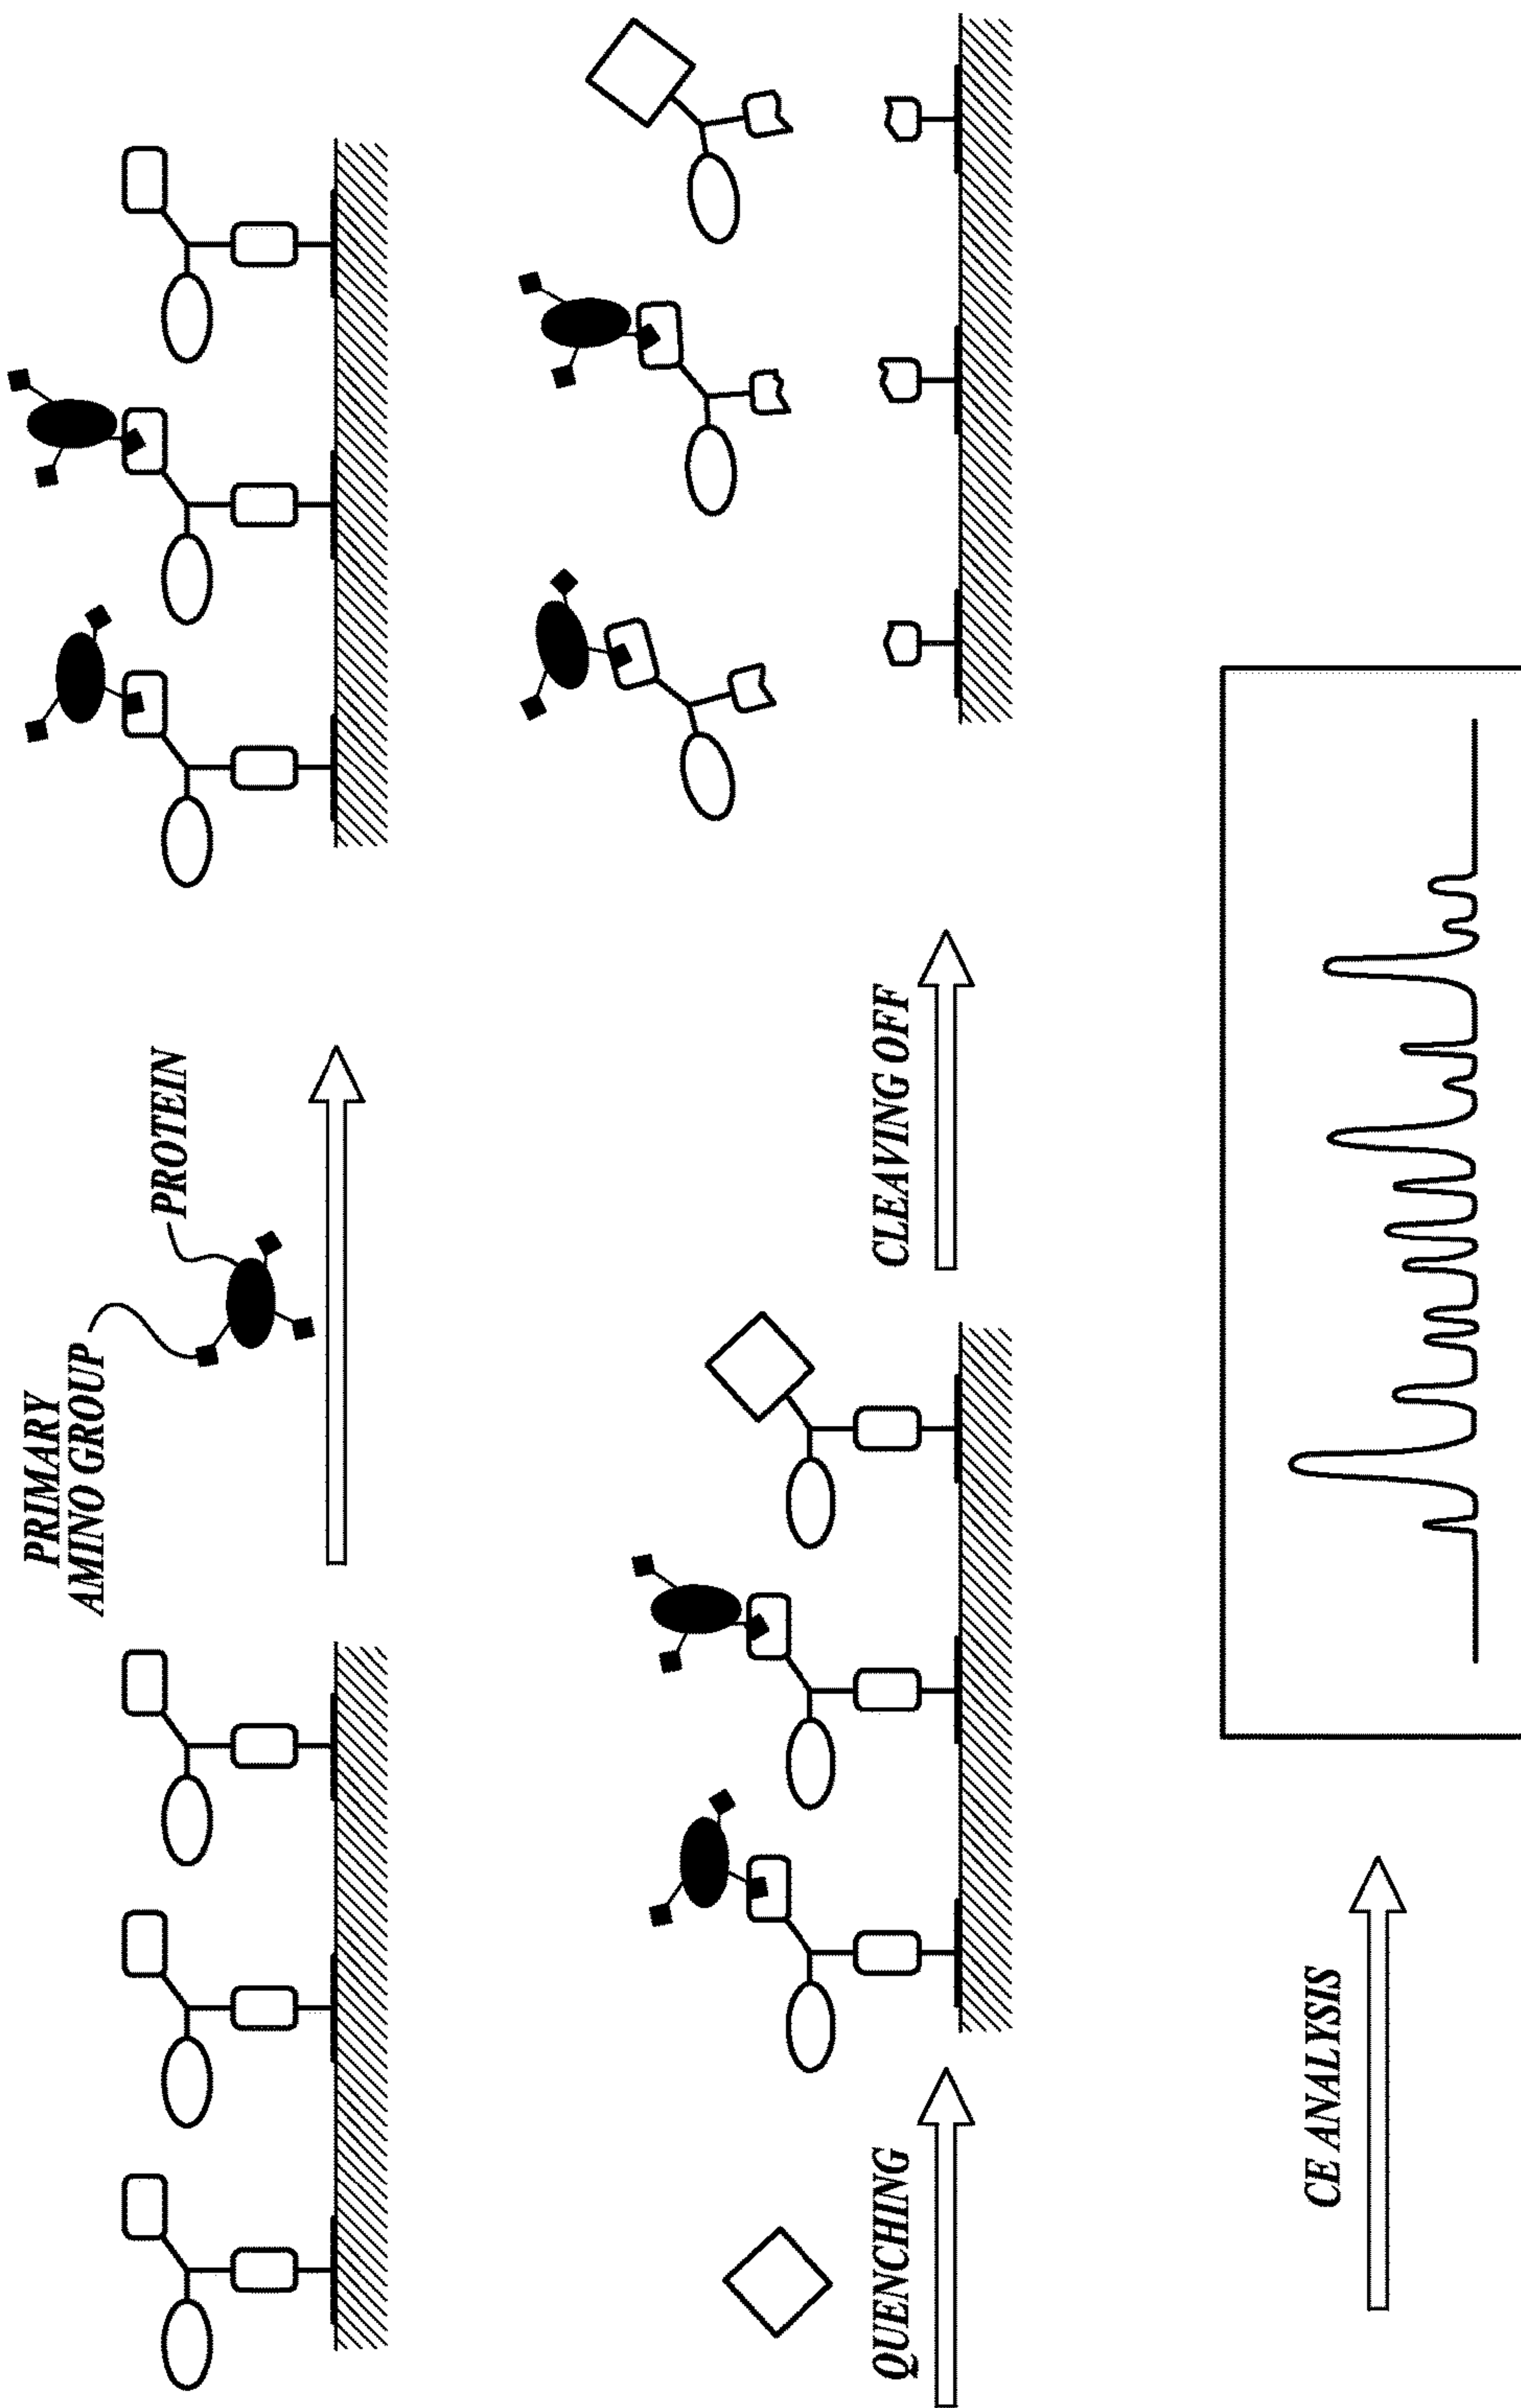 PRIMARY
AMINO GROUP
PROTEIN
QUENCHING
CLEAVING OFF
CE ANALYSIS